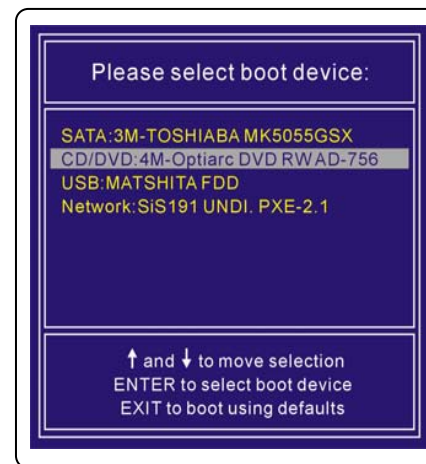 Please select boot device:
SATA:3M-TOSHIABA MK5055GSX
CD/DVD:4M-Optiarc DVD RWAD-756
USB:MATSHITA FDD
Network:SiS191 UNDI. PXE-2.1
↑ and ↓ to move selection
ENTER to select boot device
EXIT to boot using defaults